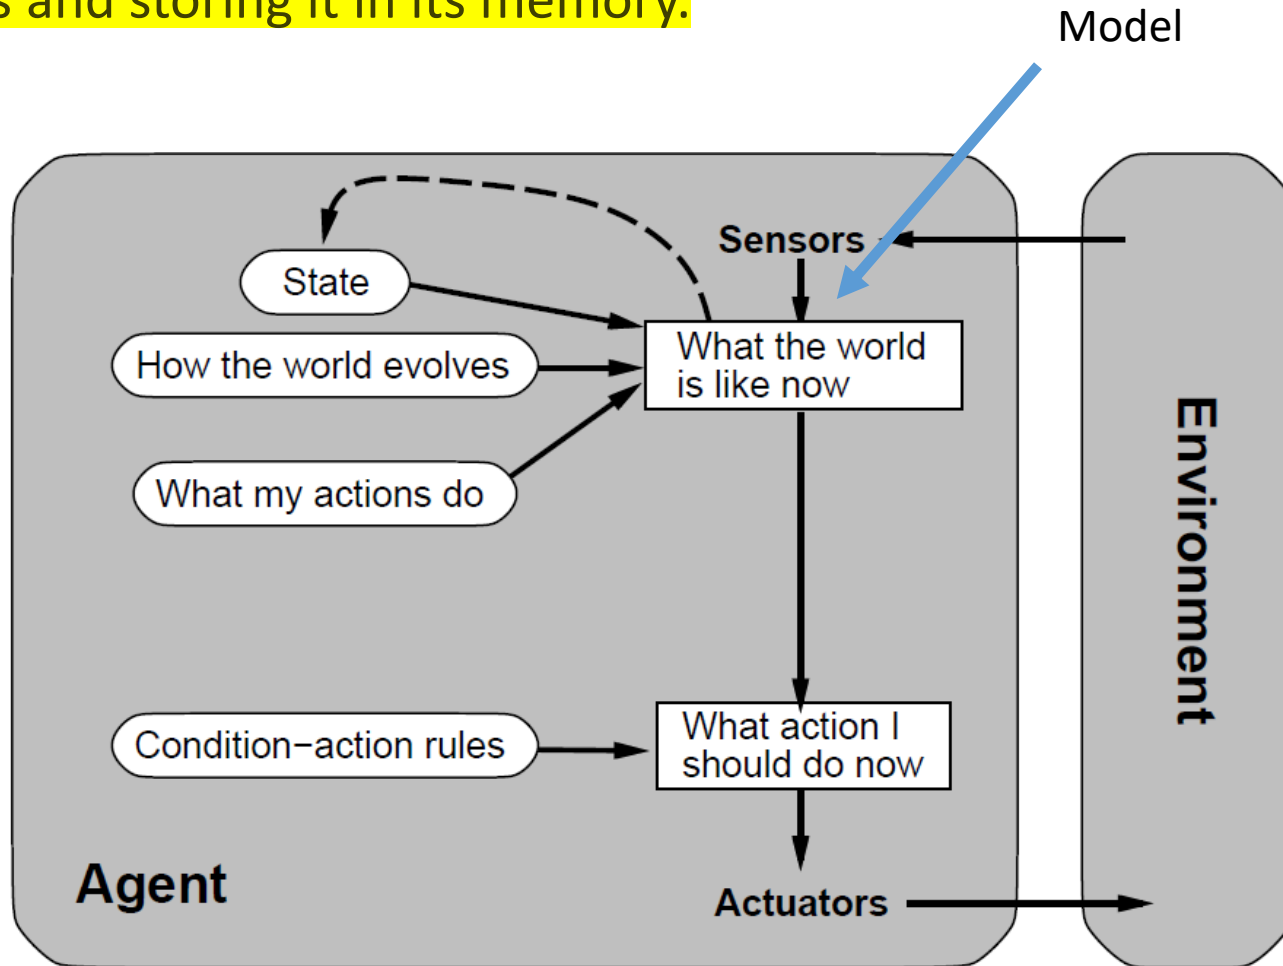 s and storing it in its memory.
Model
Sensors
State
What the world
is like now
How the world evolves
What my actions do
Environment
Condition−action rules
What action I
should do now
Agent
Actuators